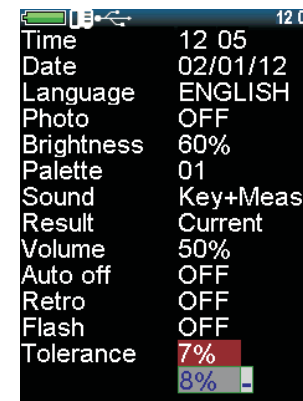 12 0
Time 12 05
Date 02/01/12
Language ENGLISH
Photo OFF
Brightness 60%
Palette 01
Sound Key+Meas
Result Current
Volume 50%
Auto off OFF
Retro OFF
Flash OFF
Tolerance 7%
8%